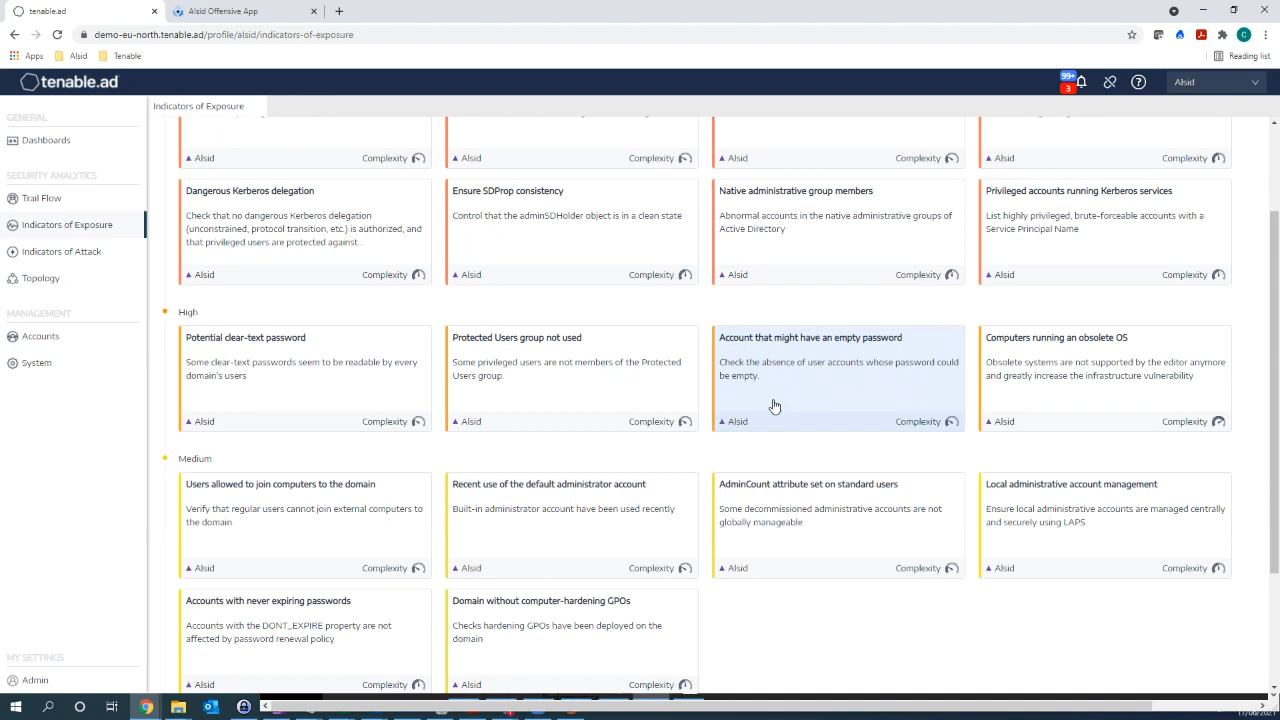 tenable.ad
Alsid Offensive App
demo-eu-north.tenable.ad/profile/alsid/indicators-of-exposure
C
Apps
Alsid
Tenable
Reading list
tenable.ad
99+
3
Alsid
GENERAL
Dashboards
SECURITY ANALYTICS
Trail Flow
Indicators of Exposure
Indicators of Attack
Topology
MANAGEMENT
Accounts
System
MY SETTINGS
Admin
Indicators of Exposure
Alsid Complexity
Alsid Complexity
Alsid Complexity
Alsid Complexity
Dangerous Kerberos delegation
Check that no dangerous Kerberos delegation
(unconstrained, protocol transition, etc.) is authorized, and
that privileged users are protected against...
Alsid Complexity
Ensure SDProp consistency
Control that the adminSDHolder object is in a clean state
Alsid Complexity
Native administrative group members
Abnormal accounts in the native administrative groups of
Active Directory
Alsid Complexity
Privileged accounts running Kerberos services
List highly privileged, brute-forceable accounts with a
Service Principal Name
Alsid Complexity
High
Potential clear-text password
Some clear-text passwords seem to be readable by every
domain's users
Alsid Complexity
Protected Users group not used
Some privileged users are not members of the Protected
Users group.
Alsid Complexity
Account that might have an empty password
Check the absence of user accounts whose password could
be empty.
Alsid Complexity
Computers running an obsolete OS
Obsolete systems are not supported by the editor anymore
and greatly increase the infrastructure vulnerability
Alsid Complexity
Medium
Users allowed to join computers to the domain
Verify that regular users cannot join external computers to
the domain.
Alsid Complexity
Recent use of the default administrator account
Built-in administrator account have been used recently
Alsid Complexity
AdminCount attribute set on standard users
Some decommissioned administrative accounts are not
globally manageable
Alsid Complexity
Local administrative account management
Ensure local administrative accounts are managed centrally
and securely using LAPS
Alsid Complexity
Accounts with never expiring passwords
Accounts with the DONT_EXPIRE property are not
affected by password renewal policy
Alsid Complexity
Domain without computer-hardening GPOs
Checks hardening GPOs have been deployed on the
domain
Alsid Complexity